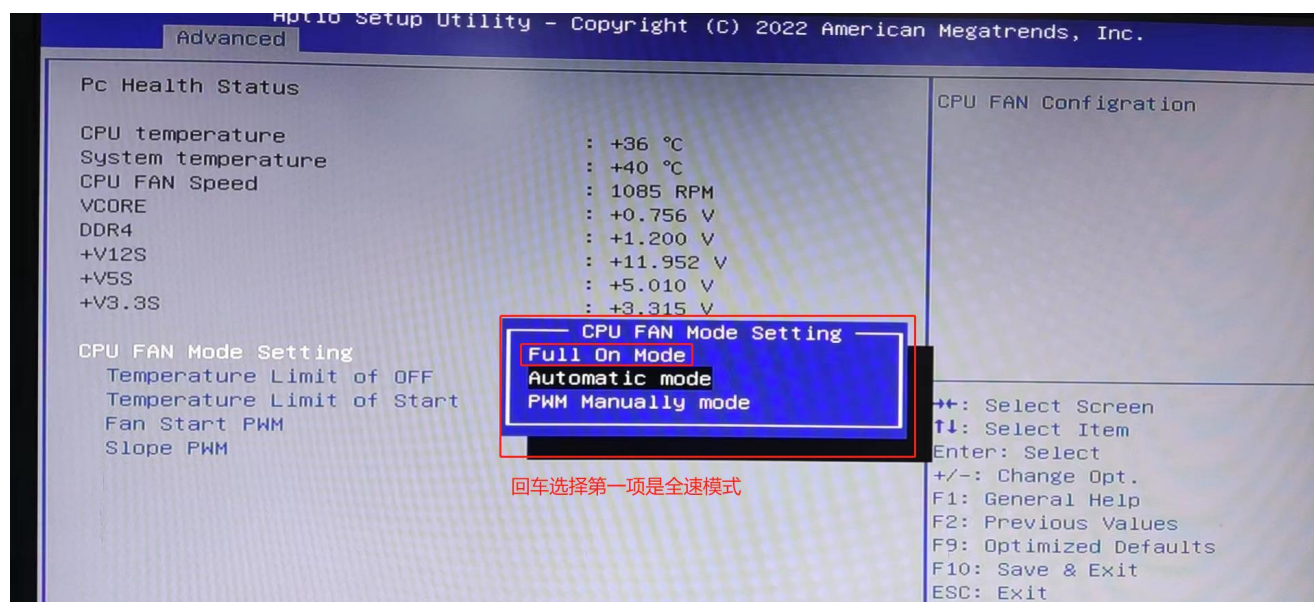 Aptio Setup Utility - Copyright (C) 2022 American Megatrends, Inc.
Advanced
Pc Health Status
CPU temperature : +36 °C
System temperature : +40 °C
CPU FAN Speed : 1085 RPM
VCORE : +0.756 V
DDR4 : +1.200 V
+V12S : +11.952 V
+V5S : +5.010 V
+V3.3S : +3.315 V
CPU FAN Mode Setting
Temperature Limit of OFF
Temperature Limit of Start
Fan Start PWM
Slope PWM
CPU FAN Mode Setting
Full On Mode
Automatic mode
PWM Manually mode
回车选择第一项是全速模式
CPU FAN Configration
→←: Select Screen
↑↓: Select Item
Enter: Select
+/-: Change Opt.
F1: General Help
F2: Previous Values
F9: Optimized Defaults
F10: Save & Exit
ESC: Exit